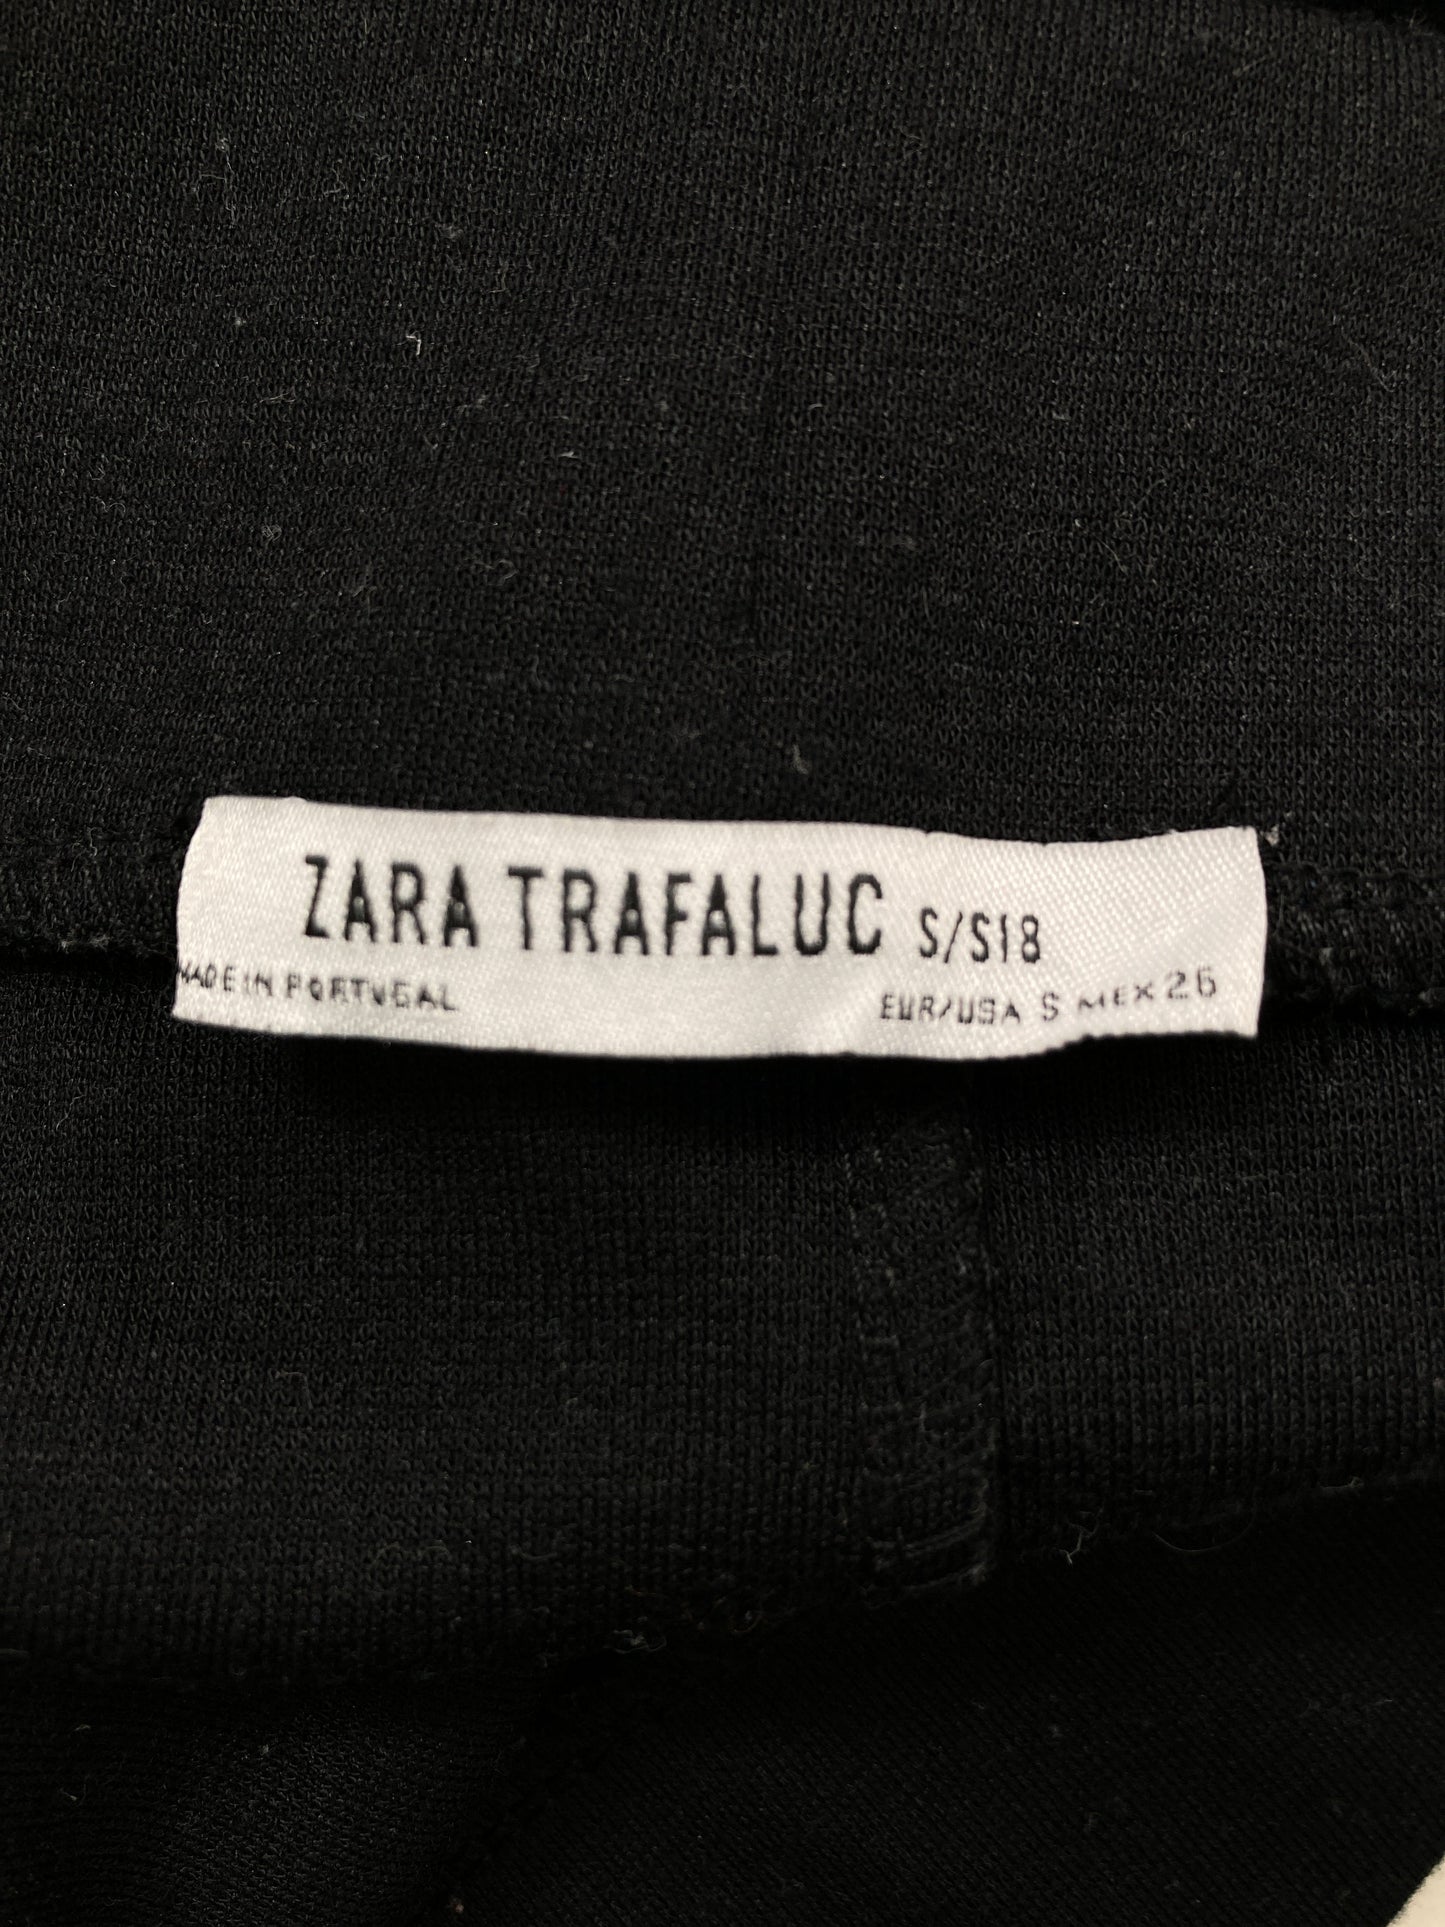 ZARA TRAFALUC S/S18
MADE IN PORTUGAL EUR/USA S MEX 26